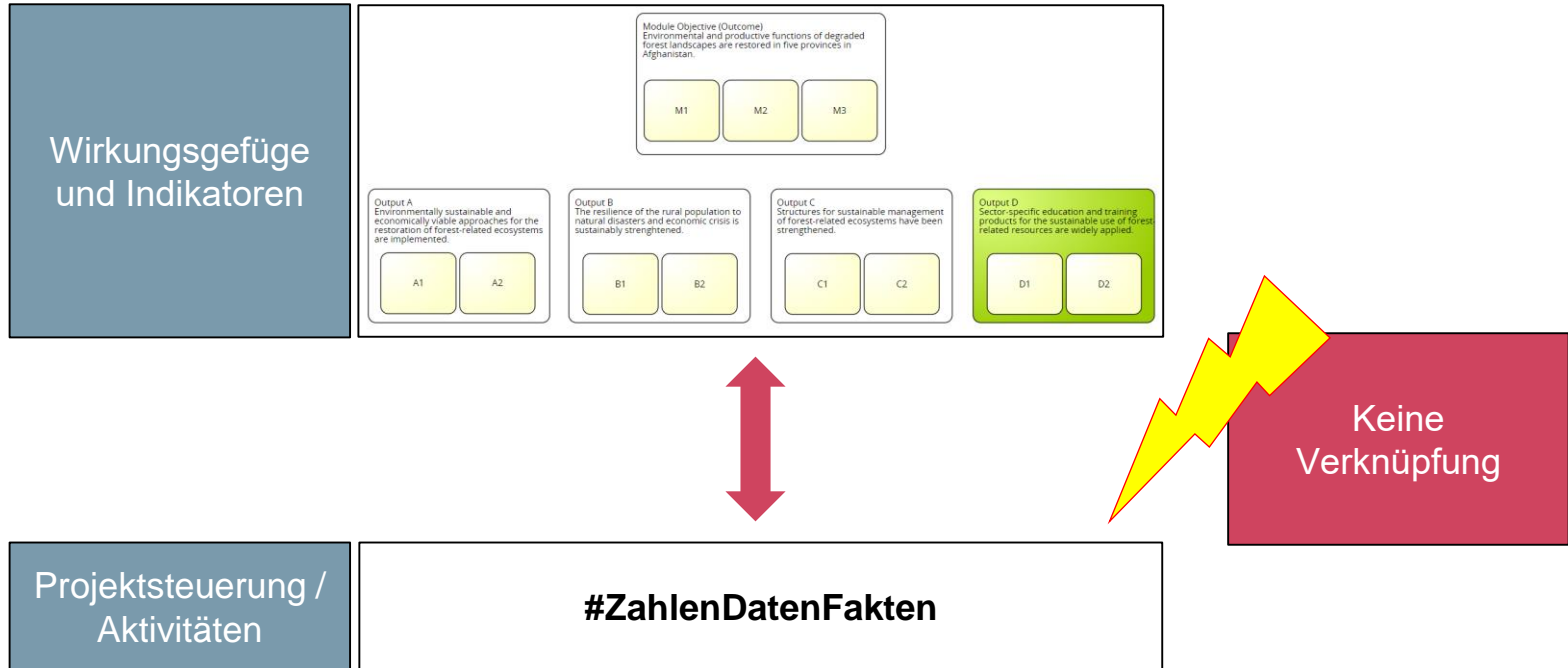 Wirkungsgefüge
und Indikatoren
Module Objective (Outcome)
Environmental and productive functions of degraded
forest landscapes are restored in five provinces in
Afghanistan.
M1
M2
M3
Output A
Environmentally sustainable and
economically viable approaches for the
restoration of forest-related ecosystems
are implemented.
A1
A2
Output B
The resilience of the rural population to
natural disasters and economic crisis is
sustainably strenghtened.
B1
B2
Output C
Structures for sustainable management
of forest-related ecosystems have been
strengthened.
C1
C2
Output D
Sector-specific education and training
products for the sustainable use of forest-
related resources are widely applied.
D1
D2
Keine
Verknüpfung
Projektsteuerung /
Aktivitäten
#ZahlenDatenFakten